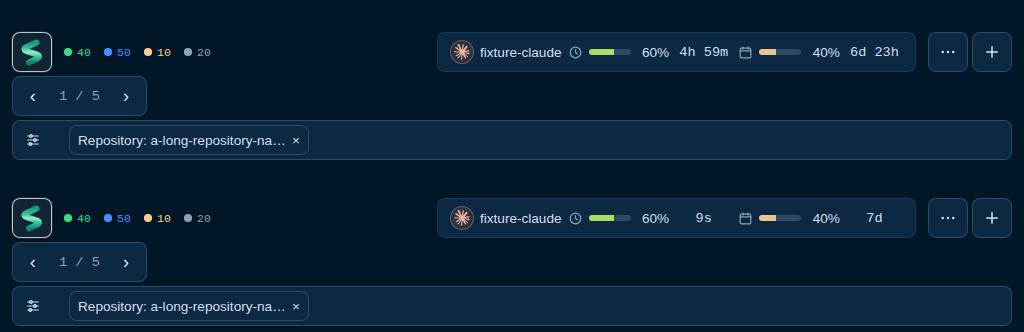 40 50 10 20 fixture-claude 60% 4h 59m 40% 6d 23h ... +
‹ 1 / 5 ›
Repository: a-long-repository-na… ×
40 50 10 20 fixture-claude 60% 9s 40% 7d ... +
‹ 1 / 5 ›
Repository: a-long-repository-na… ×